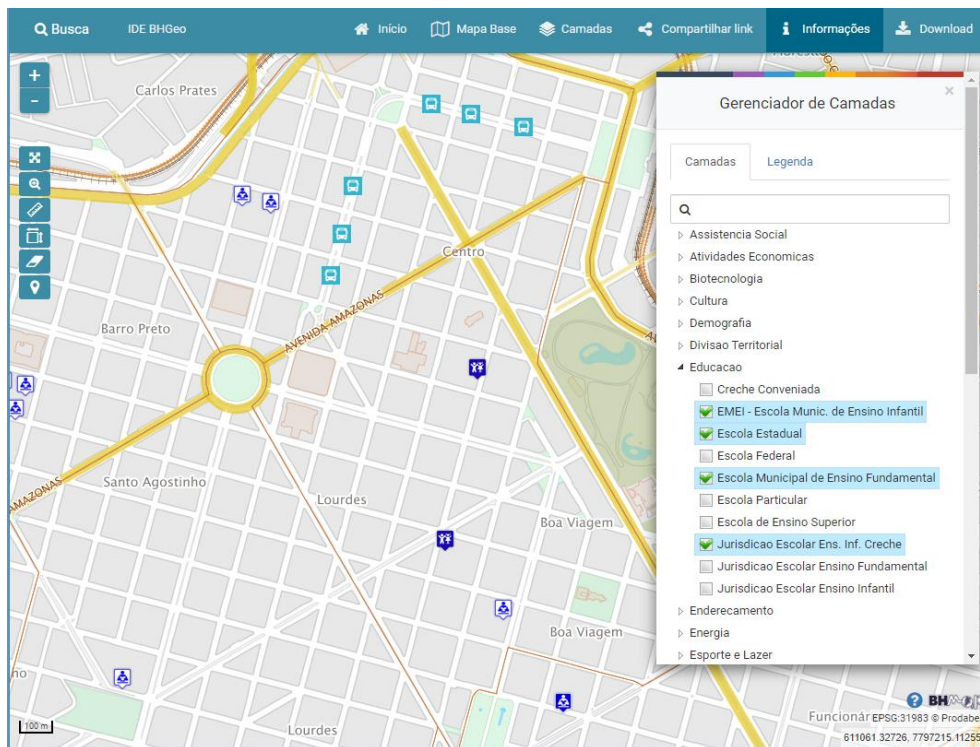 Busca
IDE BHGeo
Início
Mapa Base
Camadas
Compartilhar link
Informações
Download
+
-
Carlos Prates
Centro
AVENIDA AMAZONAS
Barro Preto
Santo Agostinho
AMAZONAS
Lourdes
Boa Viagem
Boa Viagem
Lourdes
100 m
Gerenciador de Camadas
×
Camadas
Legenda
Assistencia Social
Atividades Economicas
Biotecnologia
Cultura
Demografia
Divisao Territorial
Educacao
Creche Conveniada
EMEI - Escola Munic. de Ensino Infantil
Escola Estadual
Escola Federal
Escola Municipal de Ensino Fundamental
Escola Particular
Escola de Ensino Superior
Jurisdicao Escolar Ens. Inf. Creche
Jurisdicao Escolar Ensino Fundamental
Jurisdicao Escolar Ensino Infantil
Enderecamento
Energia
Esporte e Lazer
? BHmap
Funcionár
EPSG:31983 © Prodabe
611061.32726, 7797215.11255